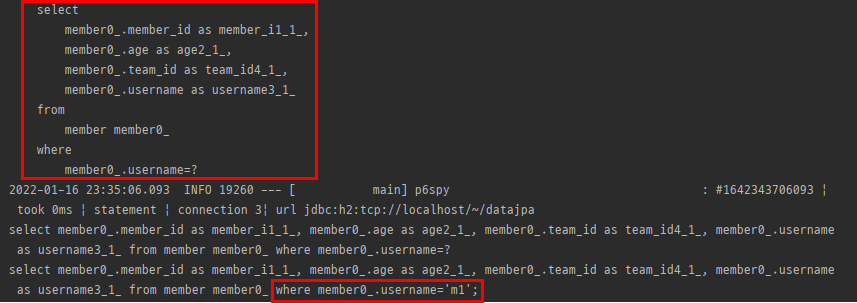 select
member0_.member_id as member_i1_1_,
member0_.age as age2_1_,
member0_.team_id as team_id4_1_,
member0_.username as username3_1_
from
member member0_
where
member0_.username=?
2022-01-16 23:35:06.093  INFO 19260 --- [           main] p6spy                                    : #1642343706093 ¦
took 0ms ¦ statement ¦ connection 3¦ url jdbc:h2:tcp://localhost/~/datajpa
select member0_.member_id as member_i1_1_, member0_.age as age2_1_, member0_.team_id as team_id4_1_, member0_.username
as username3_1_ from member member0_ where member0_.username=?
select member0_.member_id as member_i1_1_, member0_.age as age2_1_, member0_.team_id as team_id4_1_, member0_.username
as username3_1_ from member member0_ where member0_.username='m1';